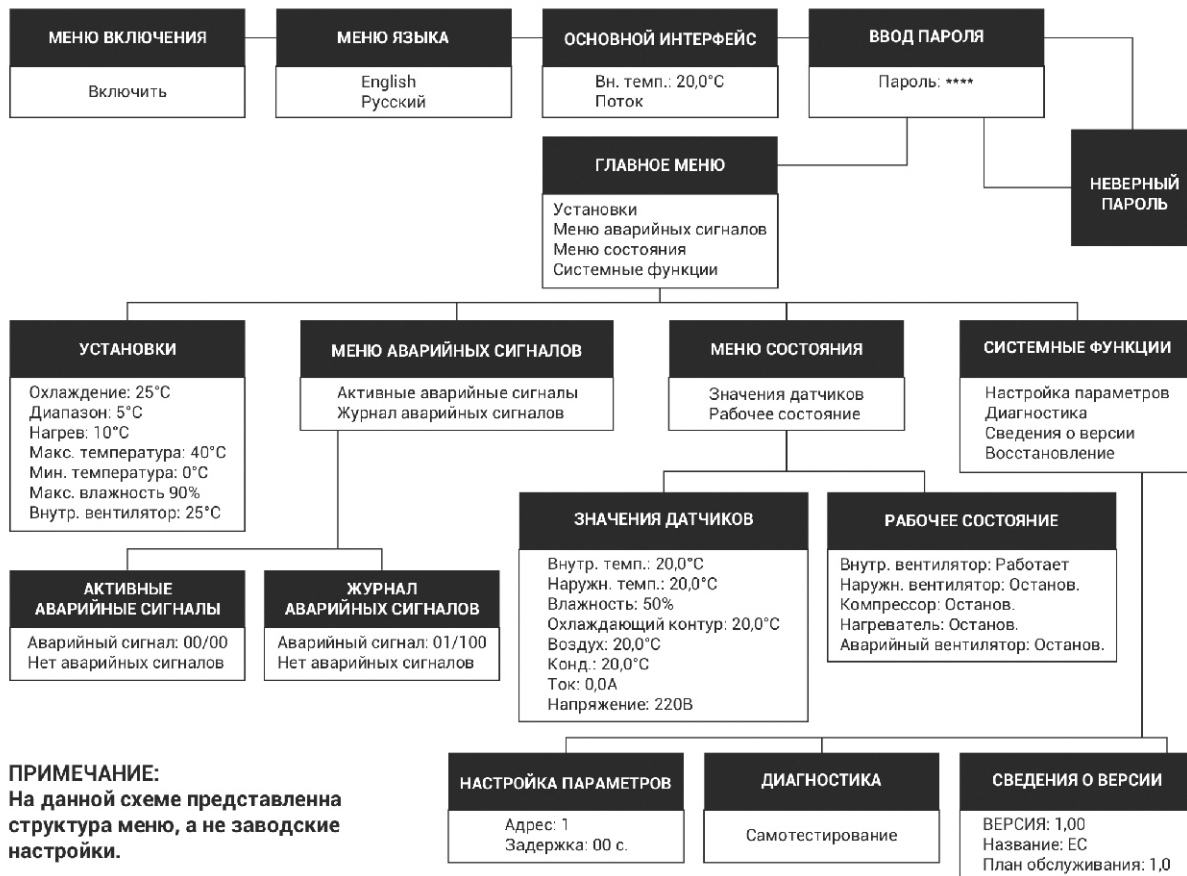 МЕНЮ ВКЛЮЧЕНИЯ
Включить
МЕНЮ ЯЗЫКА
English
Русский
ОСНОВНОЙ ИНТЕРФЕЙС
Вн. темп.: 20,0°C
Поток
ВВОД ПАРОЛЯ
Пароль: ****
НЕВЕРНЫЙ
ПАРОЛЬ
ГЛАВНОЕ МЕНЮ
Установки
Меню аварийных сигналов
Меню состояния
Системные функции
УСТАНОВКИ
Охлаждение: 25°C
Диапазон: 5°C
Нагрев: 10°C
Макс. температура: 40°C
Мин. температура: 0°C
Макс. влажность 90%
Внутр. вентилятор: 25°C
МЕНЮ АВАРИЙНЫХ СИГНАЛОВ
Активные аварийные сигналы
Журнал аварийных сигналов
МЕНЮ СОСТОЯНИЯ
Значения датчиков
Рабочее состояние
СИСТЕМНЫЕ ФУНКЦИИ
Настройка параметров
Диагностика
Сведения о версии
Восстановление
АКТИВНЫЕ
АВАРИЙНЫЕ СИГНАЛЫ
Аварийный сигнал: 00/00
Нет аварийных сигналов
ЖУРНАЛ
АВАРИЙНЫХ СИГНАЛОВ
Аварийный сигнал: 01/100
Нет аварийных сигналов
ЗНАЧЕНИЯ ДАТЧИКОВ
Внутр. темп.: 20,0°C
Наружн. темп.: 20,0°C
Влажность: 50%
Охлаждающий контур: 20,0°C
Воздух: 20,0°C
Конд.: 20,0°C
Ток: 0,0А
Напряжение: 220В
РАБОЧЕЕ СОСТОЯНИЕ
Внутр. вентилятор: Работает
Наружн. вентилятор: Останов.
Компрессор: Останов.
Нагреватель: Останов.
Аварийный вентилятор: Останов.
НАСТРОЙКА ПАРАМЕТРОВ
Адрес: 1
Задержка: 00 с.
ДИАГНОСТИКА
Самотестирование
СВЕДЕНИЯ О ВЕРСИИ
ВЕРСИЯ: 1,00
Название: ЕС
План обслуживания: 1,0
ПРИМЕЧАНИЕ:
На данной схеме представленна
структура меню, а не заводские
настройки.